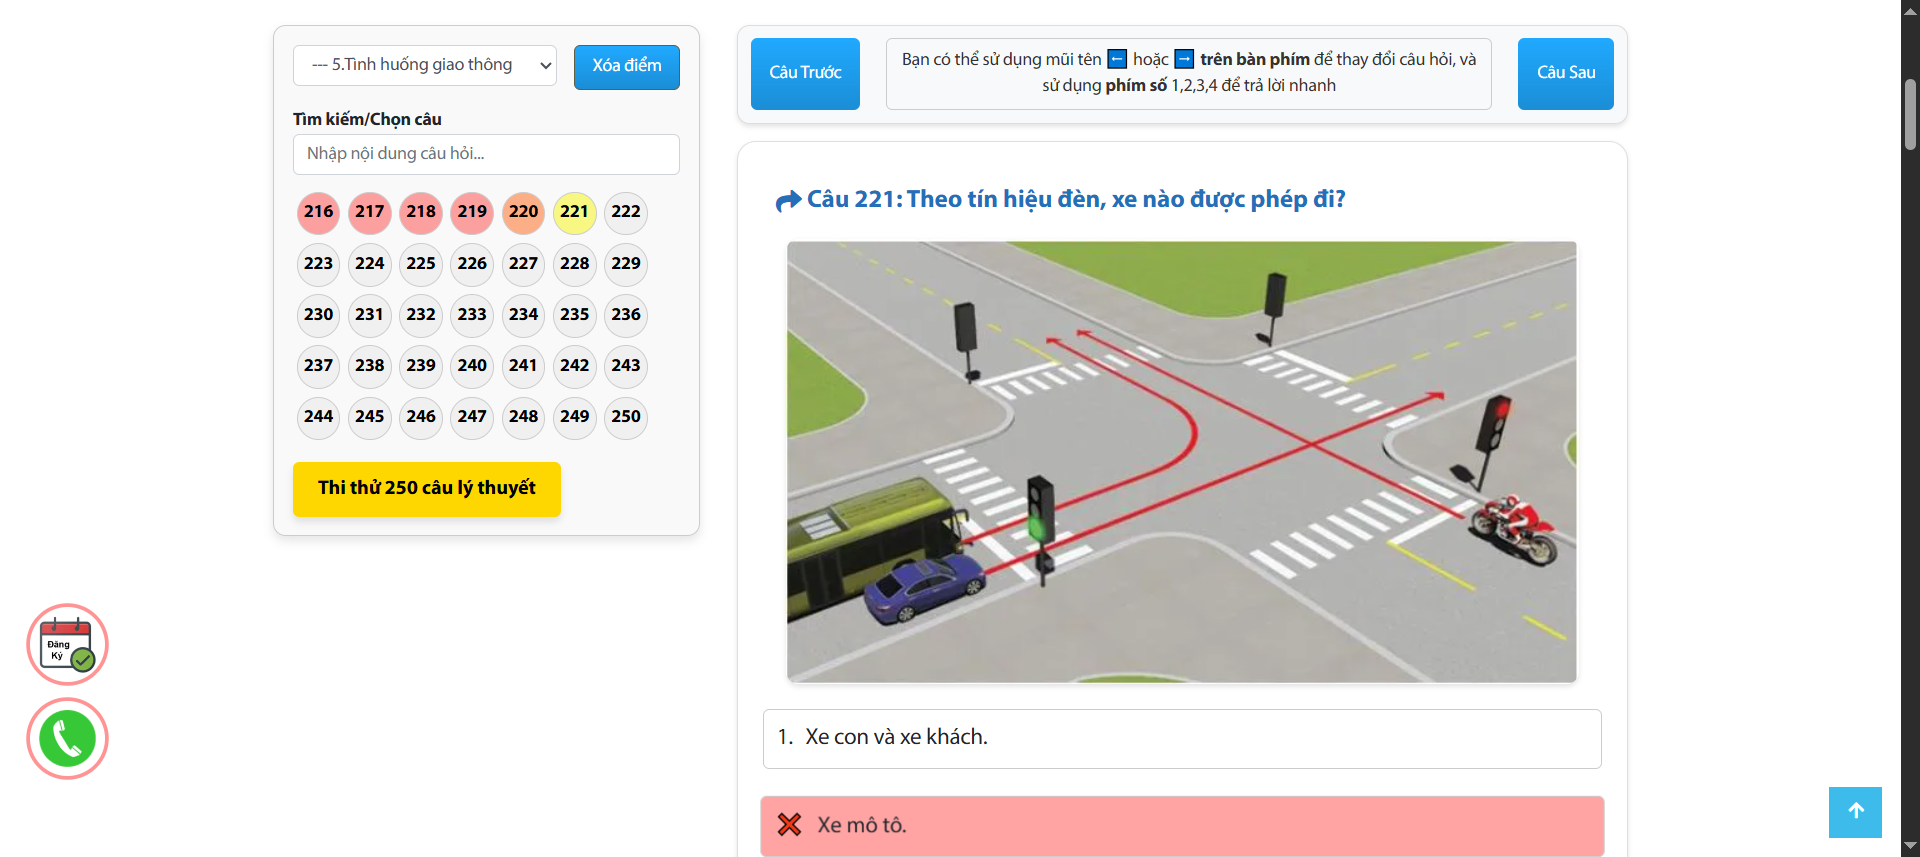 --- 5.Tình huống giao thông
Xóa điểm
Tìm kiếm/Chọn câu
Nhập nội dung câu hỏi...
216 217 218 219 220 221 222
223 224 225 226 227 228 229
230 231 232 233 234 235 236
237 238 239 240 241 242 243
244 245 246 247 248 249 250
Thi thử 250 câu lý thuyết
Đăng
Ký
Câu Trước
Bạn có thể sử dụng mũi tên ← hoặc → trên bàn phím để thay đổi câu hỏi, và
sử dụng phím số 1,2,3,4 để trả lời nhanh
Câu Sau
Câu 221: Theo tín hiệu đèn, xe nào được phép đi?
1. Xe con và xe khách.
Xe mô tô.